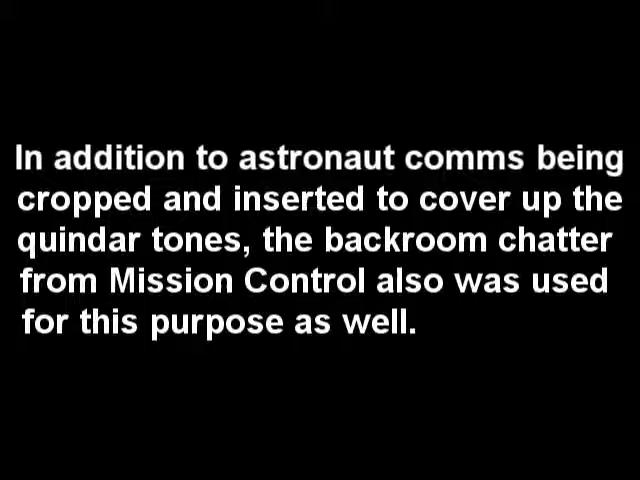 In addition to astronaut comms being
cropped and inserted to cover up the
quindar tones, the backroom chatter
from Mission Control also was used
for this purpose as well.